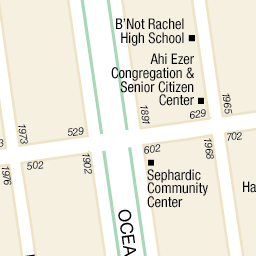 B'Not Rachel
High School
Ahi Ezer
Congregation &
Senior Citizen
Center
1891
629
1965
1973
529
702
502
1902
602
1968
1976
Sephardic
Community
Center
Ha
OCEA